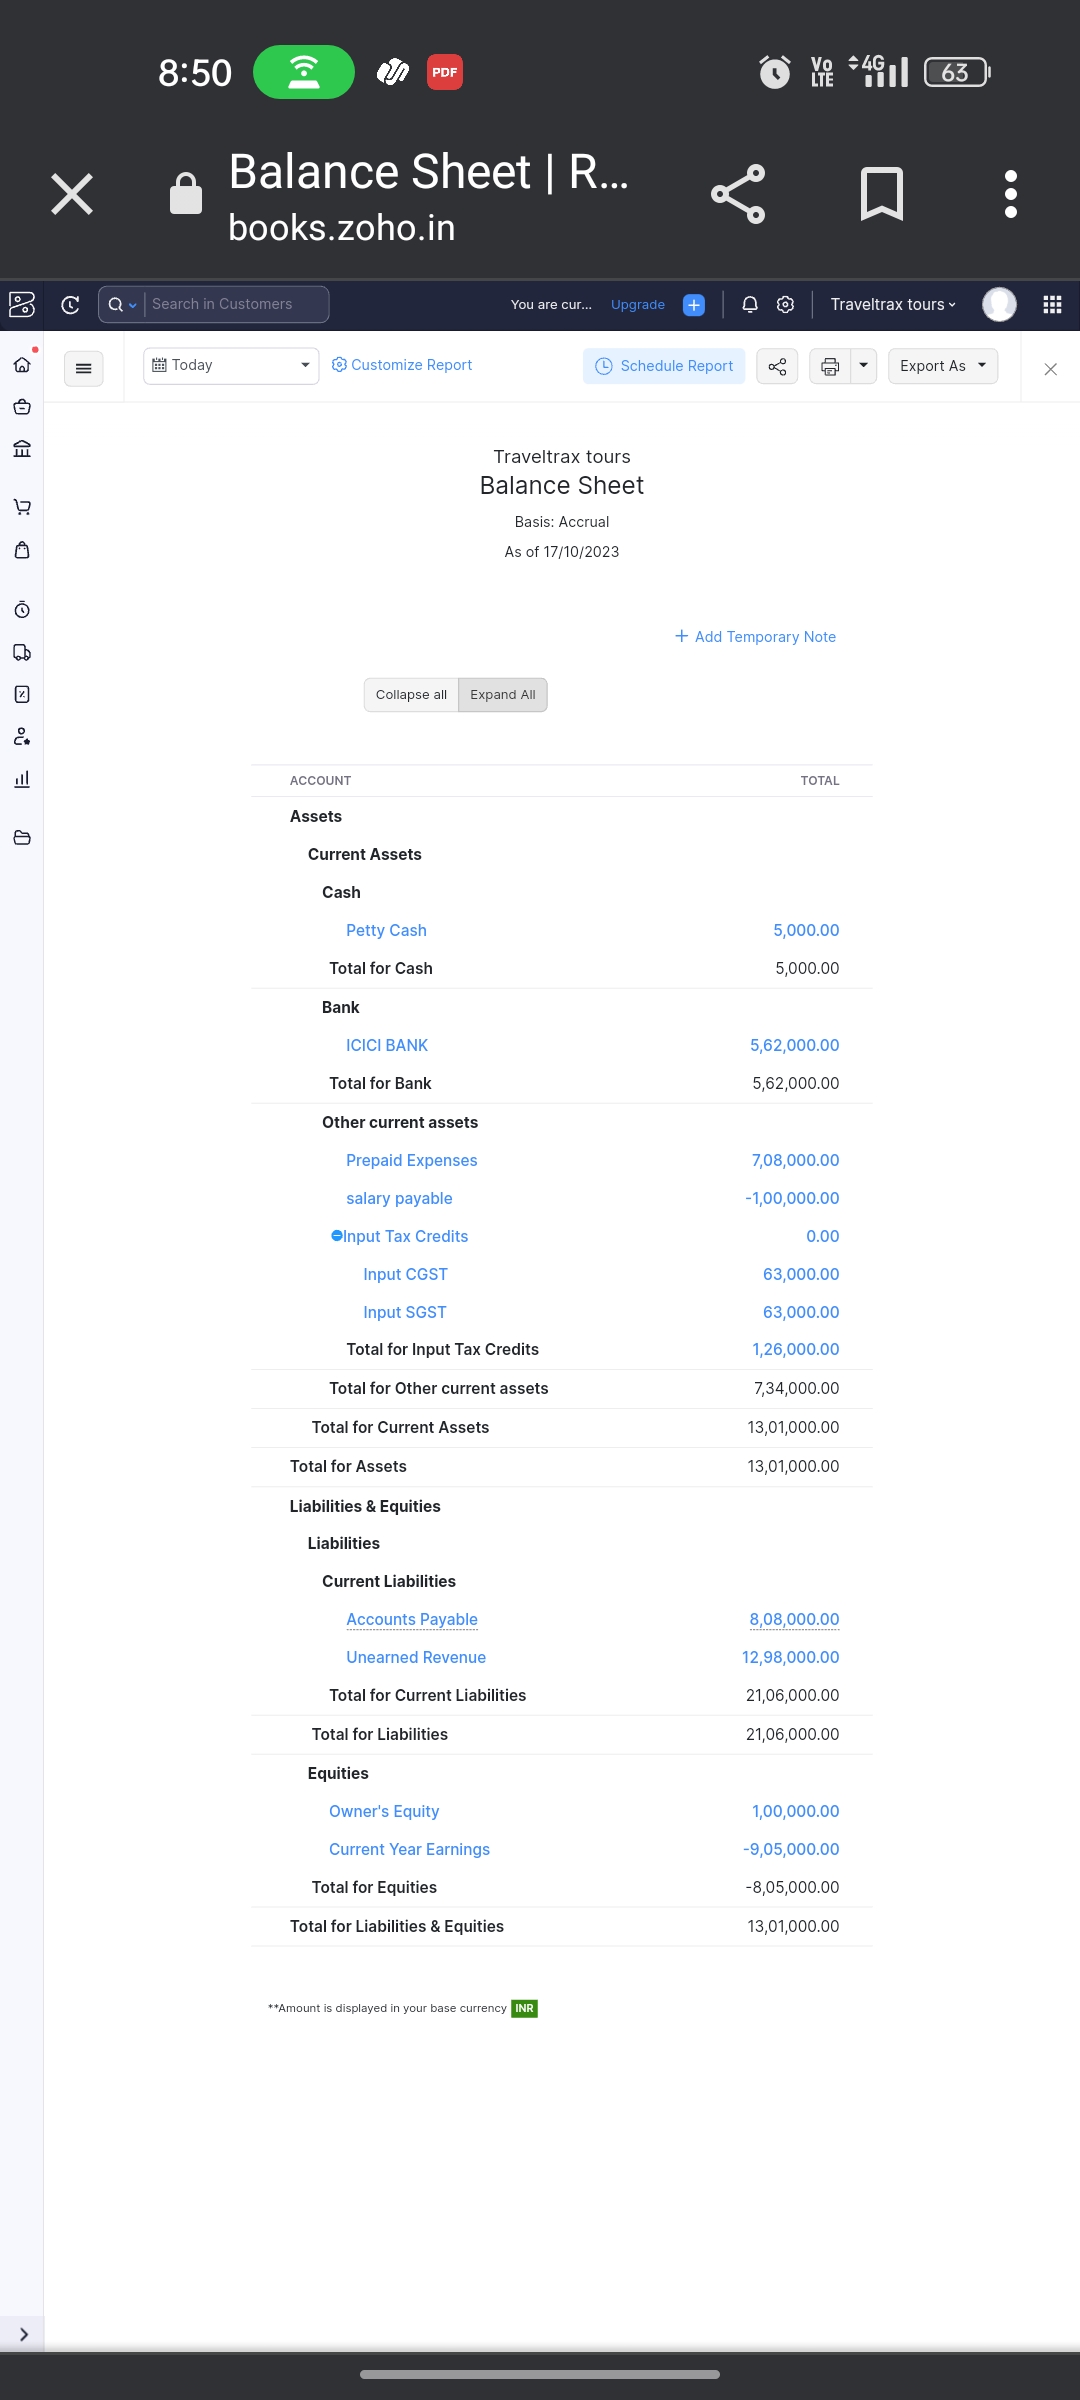 8:50 PDF Vo LTE 4G 63
Balance Sheet | R...
books.zoho.in
Search in Customers You are cur... Upgrade Traveltrax tours
Today Customize Report Schedule Report Export As
Traveltrax tours
Balance Sheet
Basis: Accrual
As of 17/10/2023
+ Add Temporary Note
Collapse all Expand All
ACCOUNT TOTAL
Assets
Current Assets
Cash
Petty Cash 5,000.00
Total for Cash 5,000.00
Bank
ICICI BANK 5,62,000.00
Total for Bank 5,62,000.00
Other current assets
Prepaid Expenses 7,08,000.00
salary payable -1,00,000.00
Input Tax Credits 0.00
Input CGST 63,000.00
Input SGST 63,000.00
Total for Input Tax Credits 1,26,000.00
Total for Other current assets 7,34,000.00
Total for Current Assets 13,01,000.00
Total for Assets 13,01,000.00
Liabilities & Equities
Liabilities
Current Liabilities
Accounts Payable 8,08,000.00
Unearned Revenue 12,98,000.00
Total for Current Liabilities 21,06,000.00
Total for Liabilities 21,06,000.00
Equities
Owner's Equity 1,00,000.00
Current Year Earnings -9,05,000.00
Total for Equities -8,05,000.00
Total for Liabilities & Equities 13,01,000.00
**Amount is displayed in your base currency INR